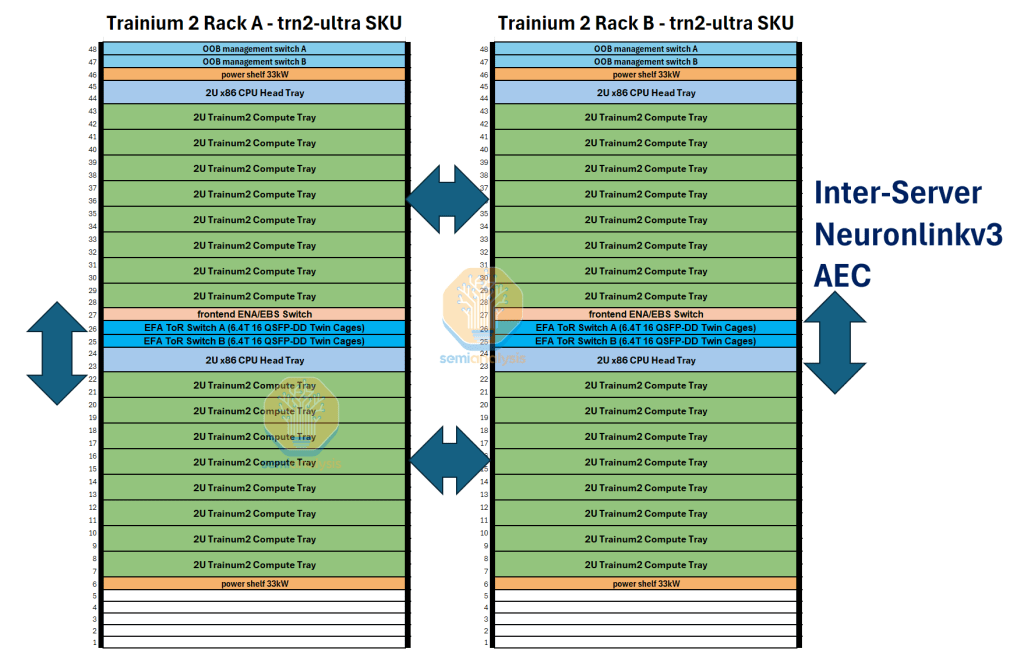 Trainium 2 Rack A - trn2-ultra SKU
48 OOB management switch A
47 OOB management switch B
46 power shelf 33kW
45
44
2U x86 CPU Head Tray
43
42
2U Trainum2 Compute Tray
41
40
2U Trainum2 Compute Tray
39
38
2U Trainum2 Compute Tray
37
36
2U Trainum2 Compute Tray
35
34
2U Trainum2 Compute Tray
33
32
2U Trainum2 Compute Tray
31
30
2U Trainum2 Compute Tray
29
28
2U Trainum2 Compute Tray
27 frontend ENA/EBS Switch
26 EFA ToR Switch A (6.4T 16 QSFP-DD Twin Cages)
25 EFA ToR Switch B (6.4T 16 QSFP-DD Twin Cages)
24
23
2U x86 CPU Head Tray
22
21
2U Trainum2 Compute Tray
20
19
2U Trainum2 Compute Tray
18
17
2U Trainum2 Compute Tray
16
15
2U Trainum2 Compute Tray
14
13
2U Trainum2 Compute Tray
12
11
2U Trainum2 Compute Tray
10
9
2U Trainum2 Compute Tray
8
7
2U Trainum2 Compute Tray
6 power shelf 33kW
5
4
3
2
1
Trainium 2 Rack B - trn2-ultra SKU
48 OOB management switch A
47 OOB management switch B
46 power shelf 33kW
45
44
2U x86 CPU Head Tray
43
42
2U Trainum2 Compute Tray
41
40
2U Trainum2 Compute Tray
39
38
2U Trainum2 Compute Tray
37
36
2U Trainum2 Compute Tray
35
34
2U Trainum2 Compute Tray
33
32
2U Trainum2 Compute Tray
31
30
2U Trainum2 Compute Tray
29
28
2U Trainum2 Compute Tray
27 frontend ENA/EBS Switch
26 EFA ToR Switch A (6.4T 16 QSFP-DD Twin Cages)
25 EFA ToR Switch B (6.4T 16 QSFP-DD Twin Cages)
24
23
2U x86 CPU Head Tray
22
21
2U Trainum2 Compute Tray
20
19
2U Trainum2 Compute Tray
18
17
2U Trainum2 Compute Tray
16
15
2U Trainum2 Compute Tray
14
13
2U Trainum2 Compute Tray
12
11
2U Trainum2 Compute Tray
10
9
2U Trainum2 Compute Tray
8
7
2U Trainum2 Compute Tray
6 power shelf 33kW
5
4
3
2
1
Inter-Server
Neuronlinkv3
AEC
semianalysis